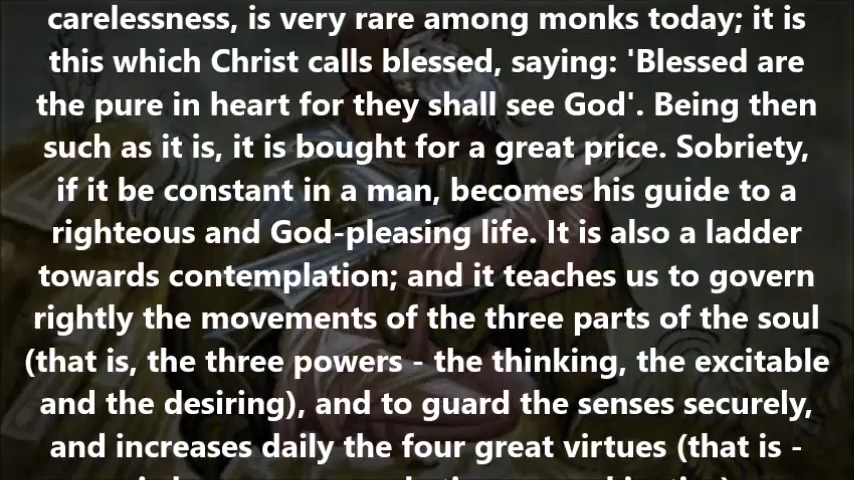 carelessness, is very rare among monks today; it is
this which Christ calls blessed, saying: 'Blessed are
the pure in heart for they shall see God'. Being then
such as it is, it is bought for a great price. Sobriety,
if it be constant in a man, becomes his guide to a
righteous and God-pleasing life. It is also a ladder
towards contemplation; and it teaches us to govern
rightly the movements of the three parts of the soul
(that is, the three powers - the thinking, the excitable
and the desiring), and to guard the senses securely,
and increases daily the four great virtues (that is -